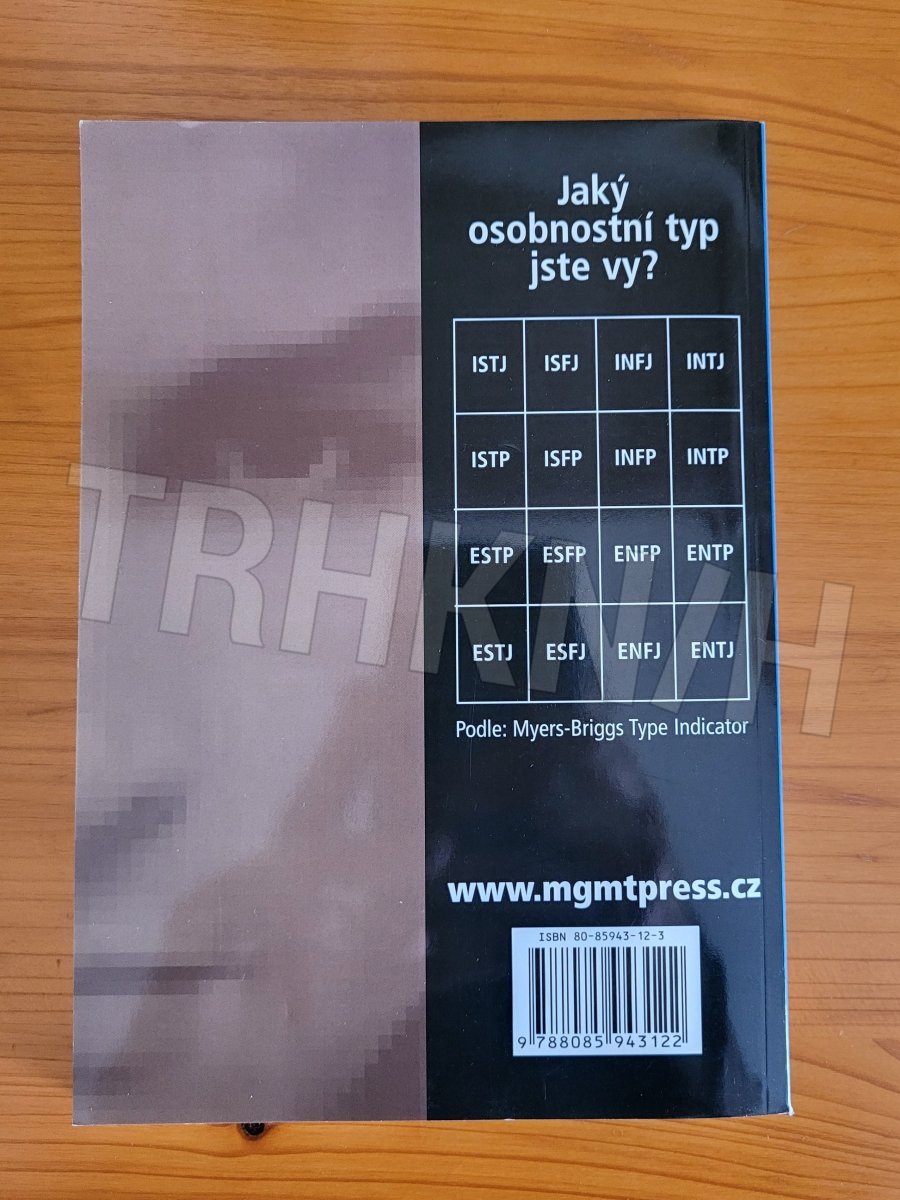 Jaký
osobnostní typ
jste vy?
ISTJ ISFJ INFJ INTJ
ISTP ISFP INFP INTP
ESTP ESFP ENFP ENTP
ESTJ ESFJ ENFJ ENTJ
Podle: Myers-Briggs Type Indicator
www.mgmtpress.cz
ISBN 80-85943-12-3
9 788085 943122
TRHKNIH